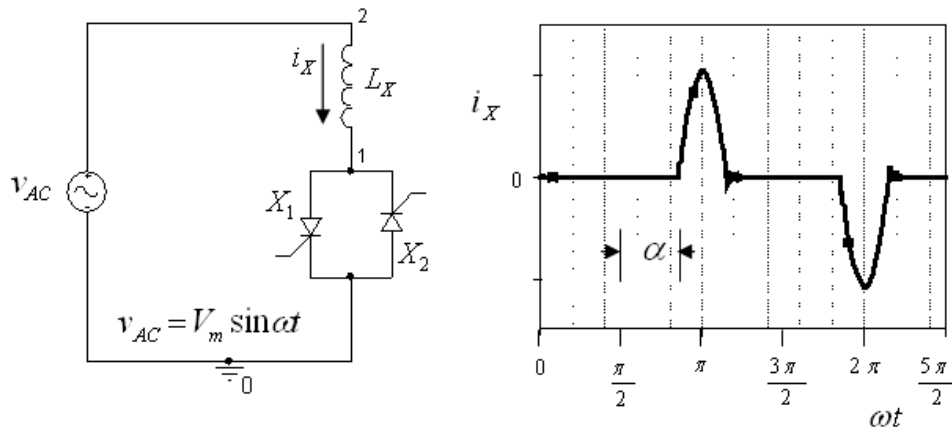 2
i_X
L_X
1
v_AC
X_1
X_2
v_AC = V_m sin ωt
0
i_X
0
α
0
π/2
π
3π/2
2π
5π/2
ωt